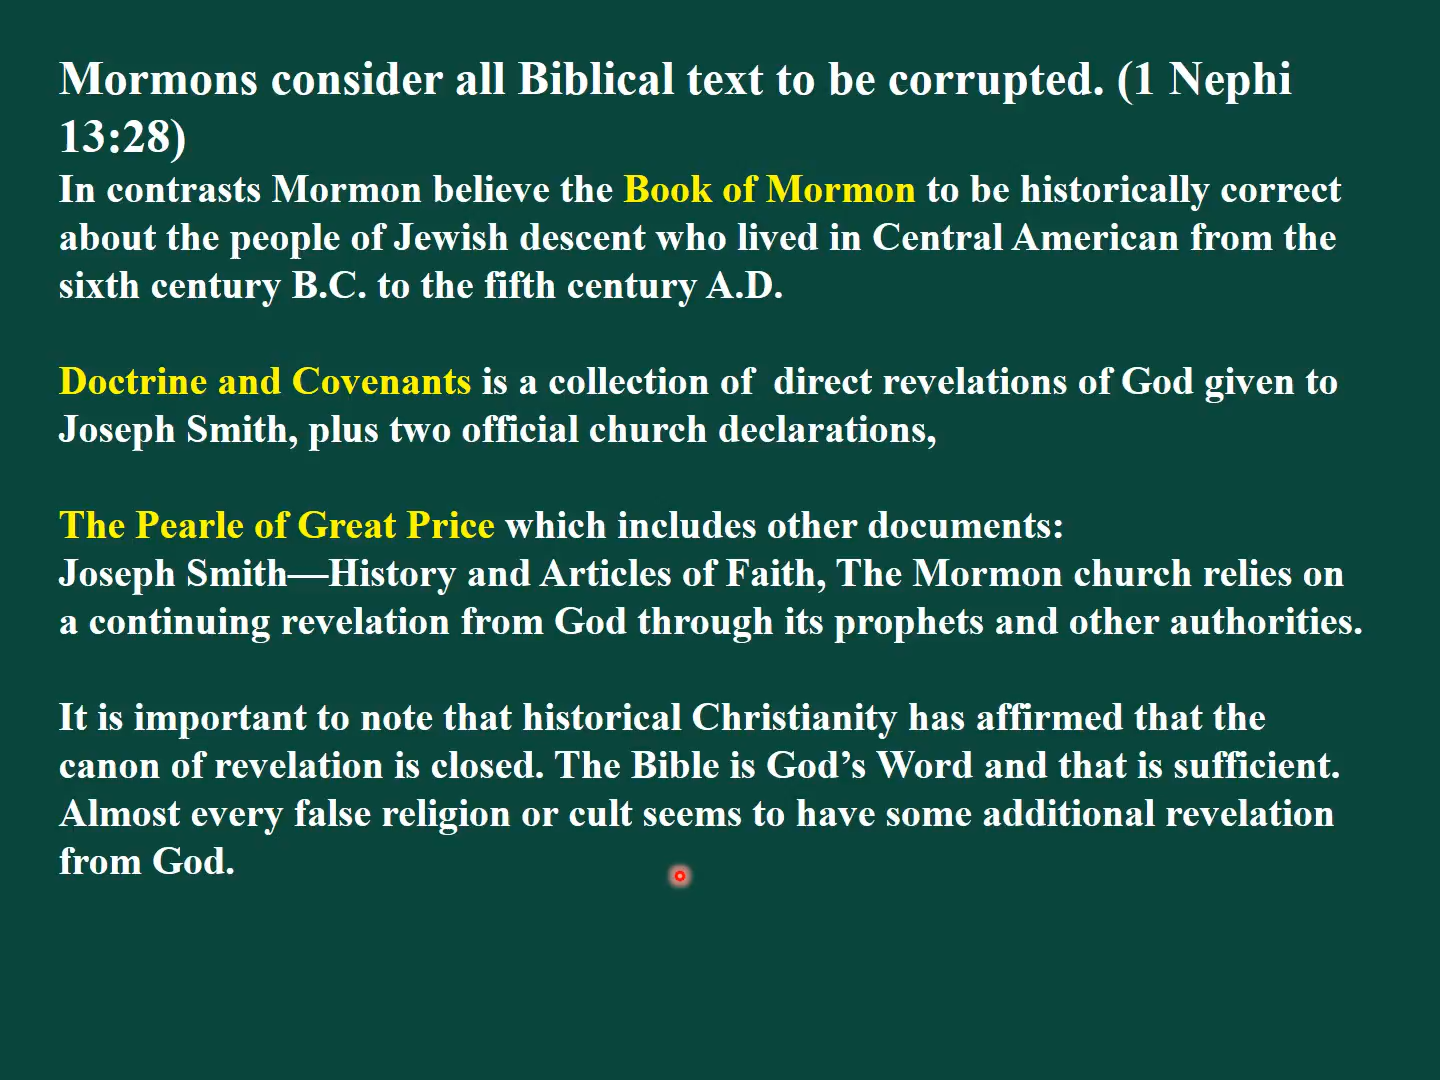 Mormons consider all Biblical text to be corrupted. (1 Nephi
13:28)
In contrasts Mormon believe the Book of Mormon to be historically correct
about the people of Jewish descent who lived in Central American from the
sixth century B.C. to the fifth century A.D.
Doctrine and Covenants is a collection of  direct revelations of God given to
Joseph Smith, plus two official church declarations,
The Pearle of Great Price which includes other documents:
Joseph Smith—History and Articles of Faith, The Mormon church relies on
a continuing revelation from God through its prophets and other authorities.
It is important to note that historical Christianity has affirmed that the
canon of revelation is closed. The Bible is God’s Word and that is sufficient.
Almost every false religion or cult seems to have some additional revelation
from God.